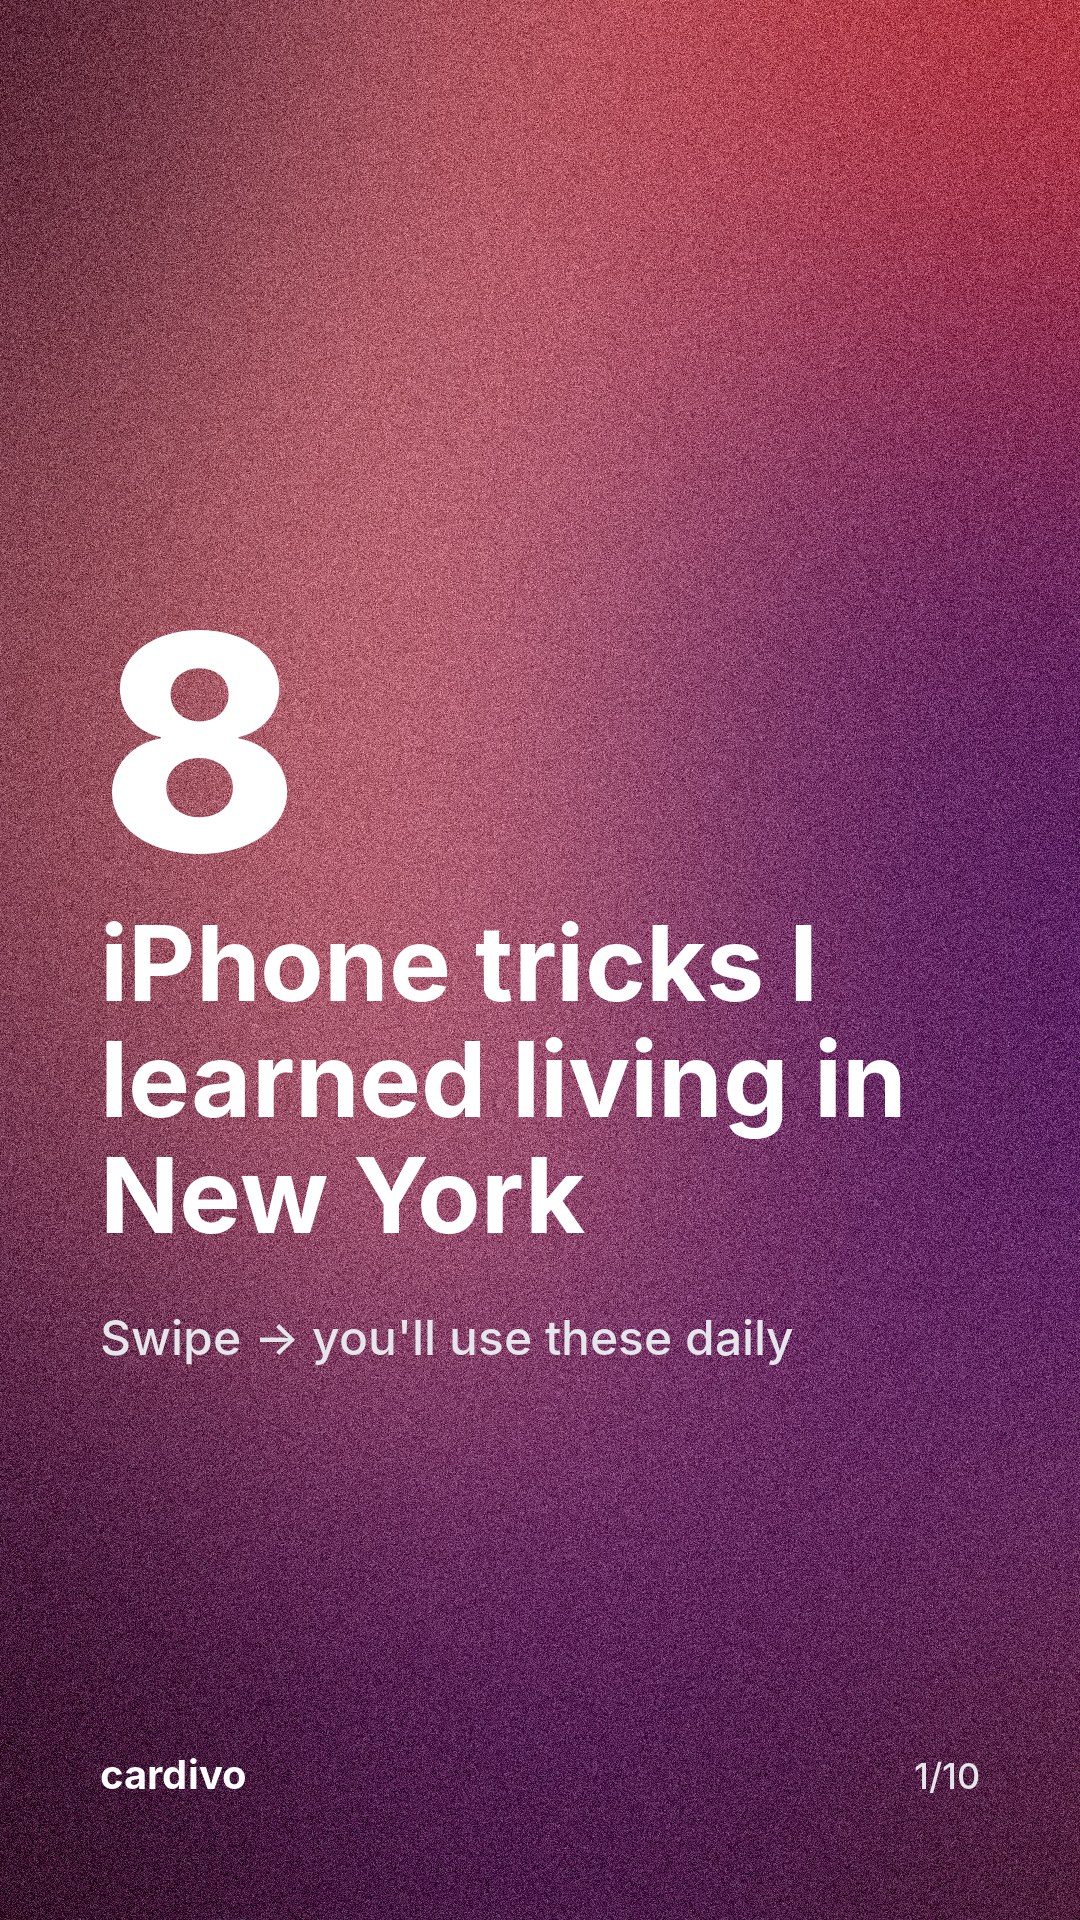 8
iPhone tricks I
learned living in
New York
Swipe → you'll use these daily
cardivo
1/10